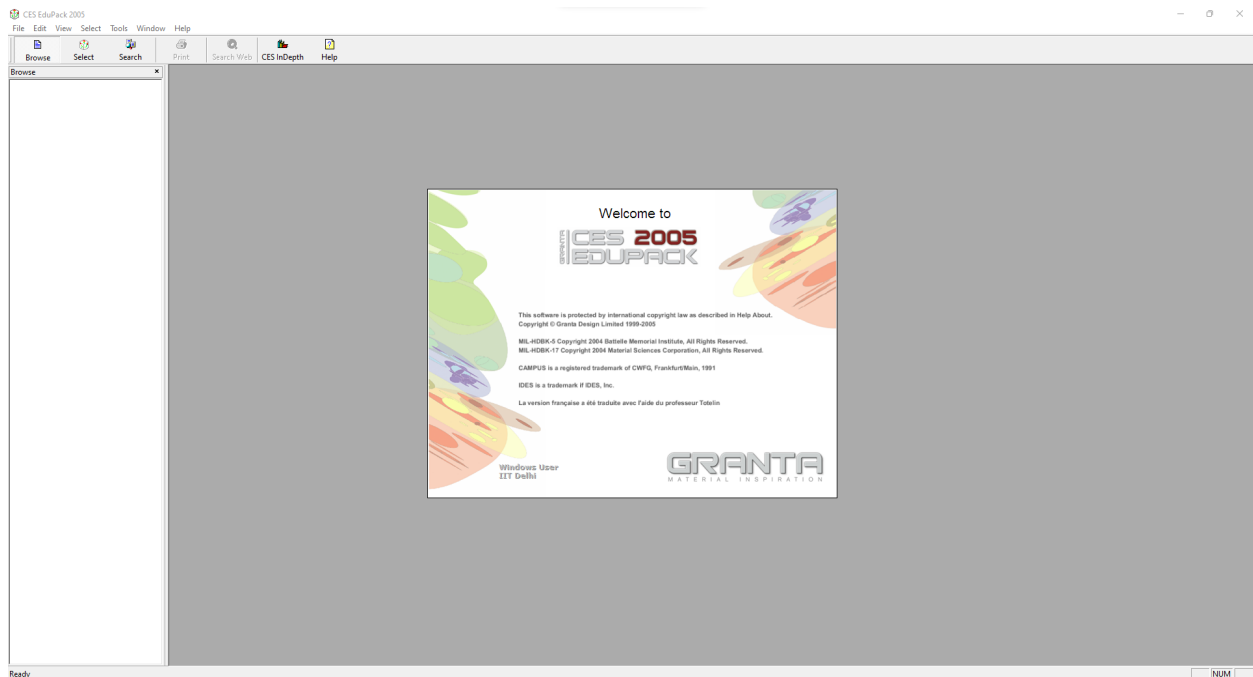 CES EduPack 2005
File Edit View Select Tools Window Help
Browse Select Search Print Search Web CES InDepth Help
Browse
Welcome to
GRANTA CES 2005
EDUPACK
This software is protected by international copyright law as described in Help About.
Copyright © Granta Design Limited 1999-2005
MIL-HDBK-5 Copyright 2004 Battelle Memorial Institute, All Rights Reserved.
MIL-HDBK-17 Copyright 2004 Material Sciences Corporation, All Rights Reserved.
CAMPUS is a registered trademark of CWFG, Frankfurt/Main, 1991
IDES is a trademark if IDES, Inc.
La version française a été traduite avec l'aide du professeur Totelin
Windows User
IIT Delhi
GRANTA
MATERIAL INSPIRATION
Ready NUM